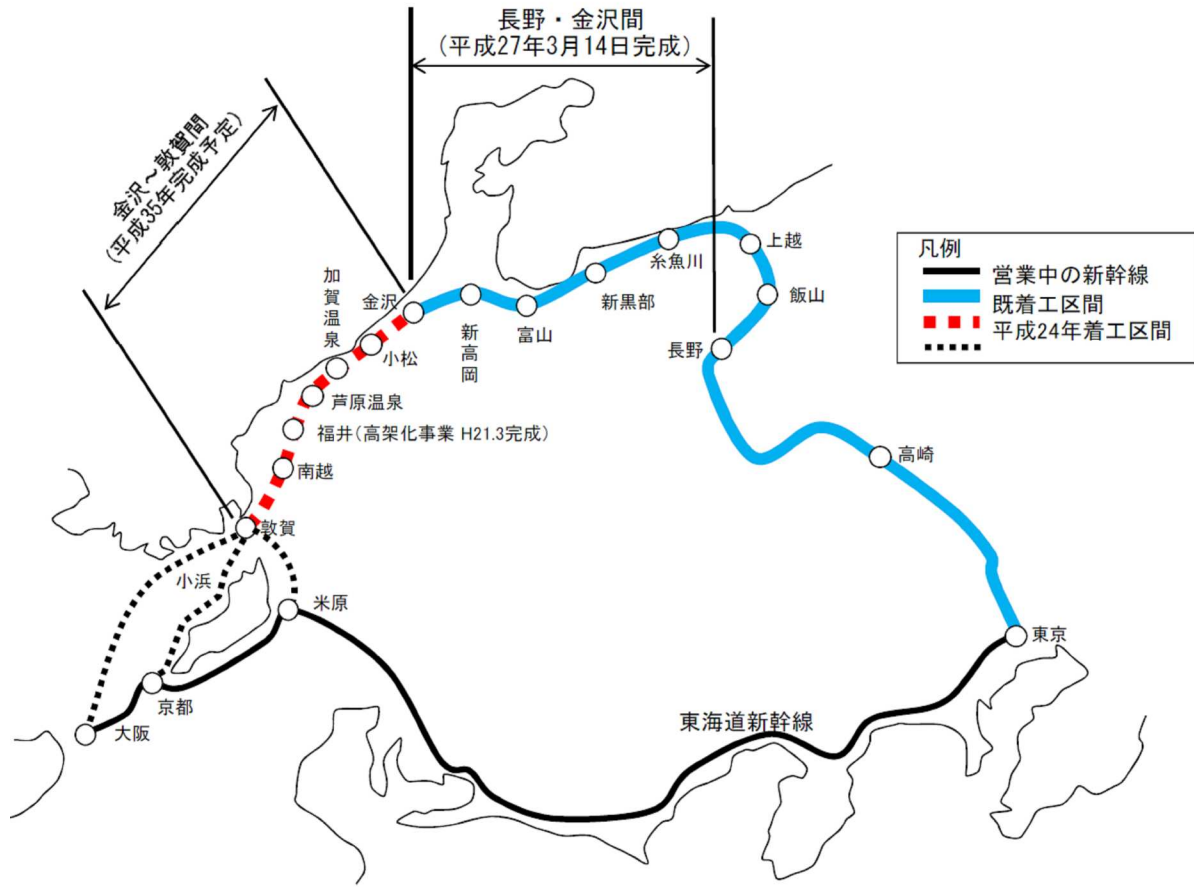 長野・金沢間
(平成27年3月14日完成)
金沢～敦賀間
(平成35年完成予定)
凡例
営業中の新幹線
既着工区間
平成24年着工区間
上越
糸魚川
飯山
新黒部
加賀温泉
金沢
富山
新高岡
小松
長野
芦原温泉
福井(高架化事業 H21.3完成)
高崎
南越
敦賀
小浜
米原
東京
京都
大阪
東海道新幹線